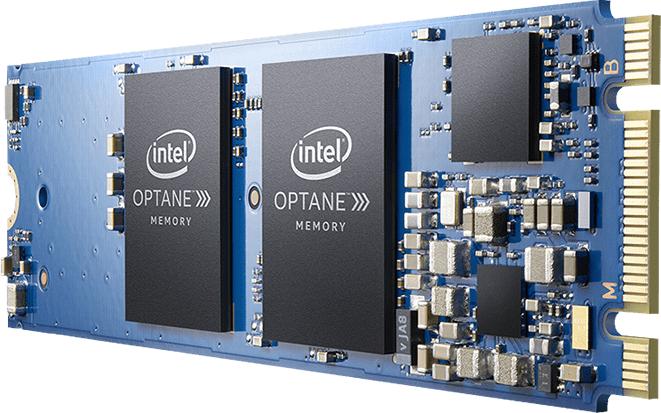 intel
OPTANE
MEMORY
intel
OPTANE
MEMORY
B
M